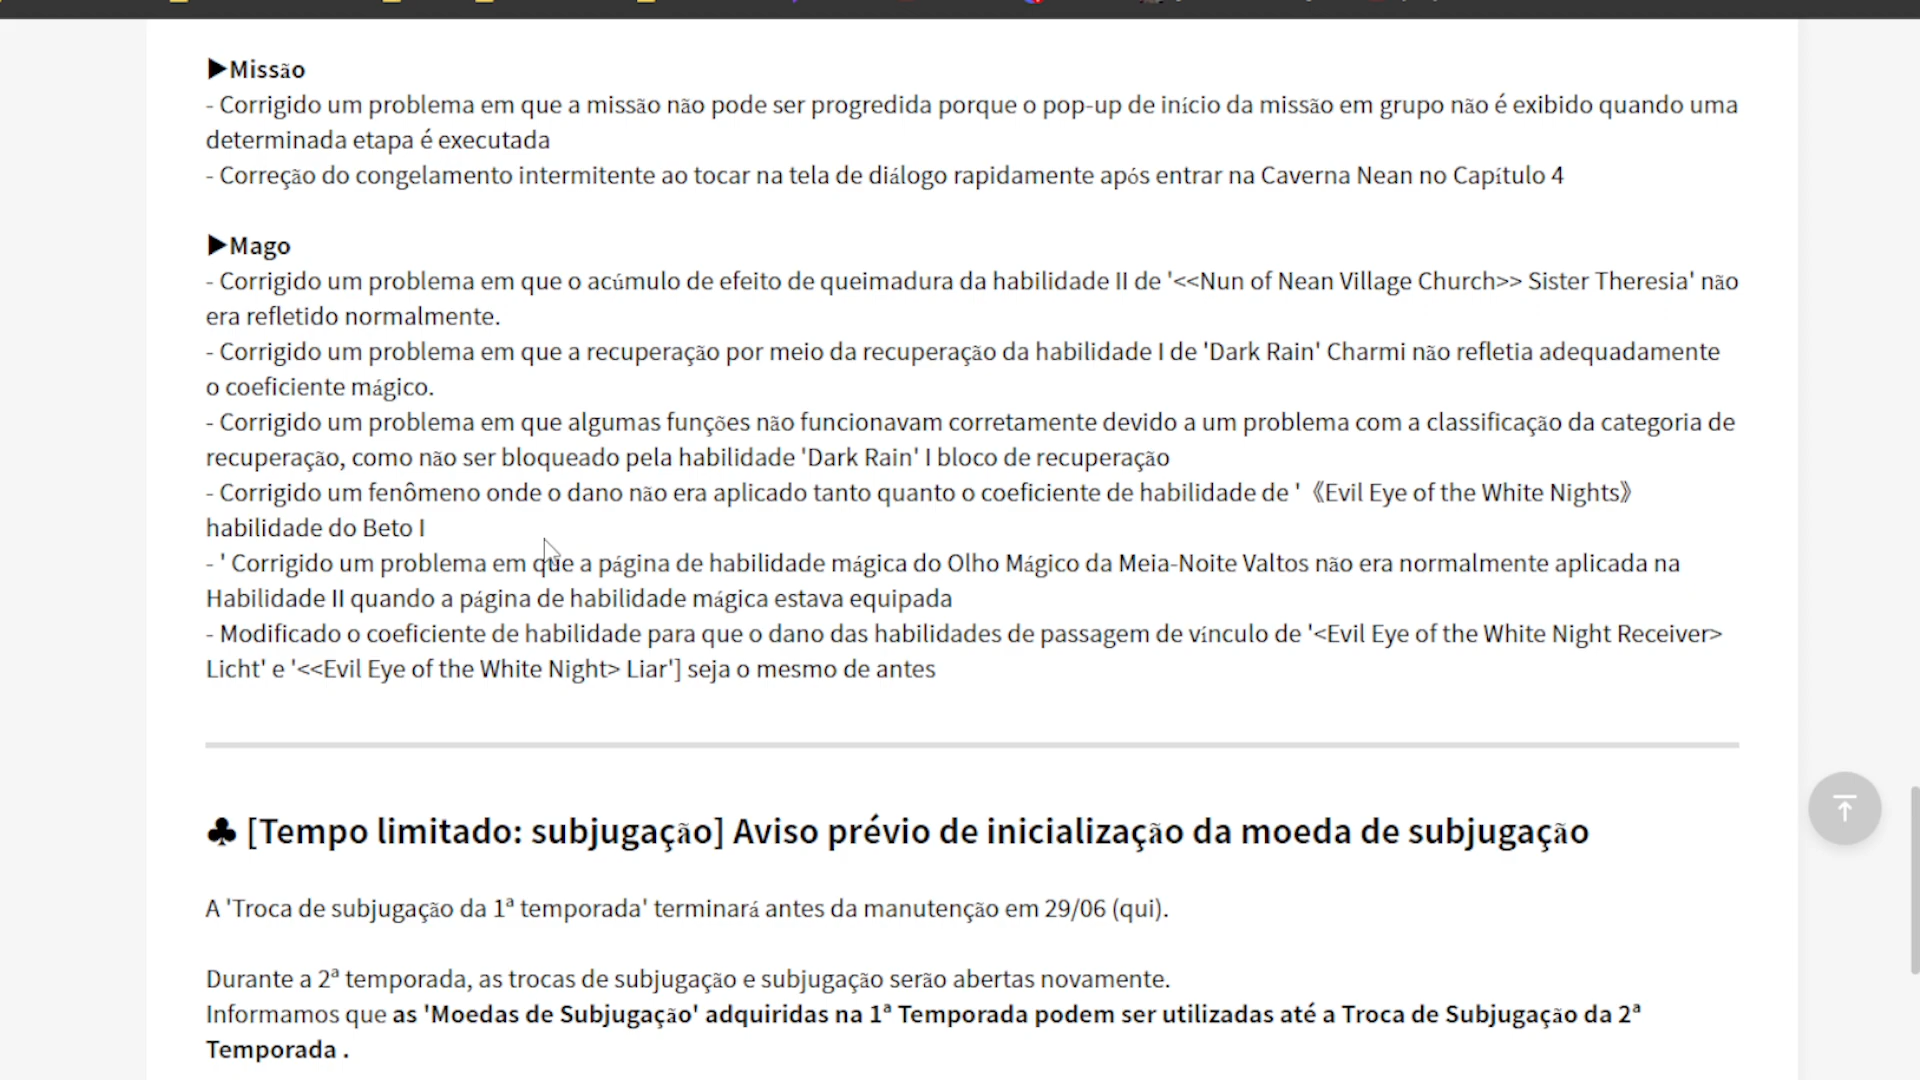 ▶Missão
- Corrigido um problema em que a missão não pode ser progredida porque o pop-up de início da missão em grupo não é exibido quando uma
determinada etapa é executada
- Correção do congelamento intermitente ao tocar na tela de diálogo rapidamente após entrar na Caverna Nean no Capítulo 4
▶Mago
- Corrigido um problema em que o acúmulo de efeito de queimadura da habilidade II de '<<Nun of Nean Village Church>> Sister Theresia' não
era refletido normalmente.
- Corrigido um problema em que a recuperação por meio da recuperação da habilidade I de 'Dark Rain' Charmi não refletia adequadamente
o coeficiente mágico.
- Corrigido um problema em que algumas funções não funcionavam corretamente devido a um problema com a classificação da categoria de
recuperação, como não ser bloqueado pela habilidade 'Dark Rain' I bloco de recuperação
- Corrigido um fenômeno onde o dano não era aplicado tanto quanto o coeficiente de habilidade de '《Evil Eye of the White Nights》
habilidade do Beto I
- ' Corrigido um problema em que a página de habilidade mágica do Olho Mágico da Meia-Noite Valtos não era normalmente aplicada na
Habilidade II quando a página de habilidade mágica estava equipada
- Modificado o coeficiente de habilidade para que o dano das habilidades de passagem de vínculo de '<Evil Eye of the White Night Receiver>
Licht' e '<<Evil Eye of the White Night> Liar'] seja o mesmo de antes
♣ [Tempo limitado: subjugação] Aviso prévio de inicialização da moeda de subjugação
A 'Troca de subjugação da 1ª temporada' terminará antes da manutenção em 29/06 (qui).
Durante a 2ª temporada, as trocas de subjugação e subjugação serão abertas novamente.
Informamos que as 'Moedas de Subjugação' adquiridas na 1ª Temporada podem ser utilizadas até a Troca de Subjugação da 2ª
Temporada .